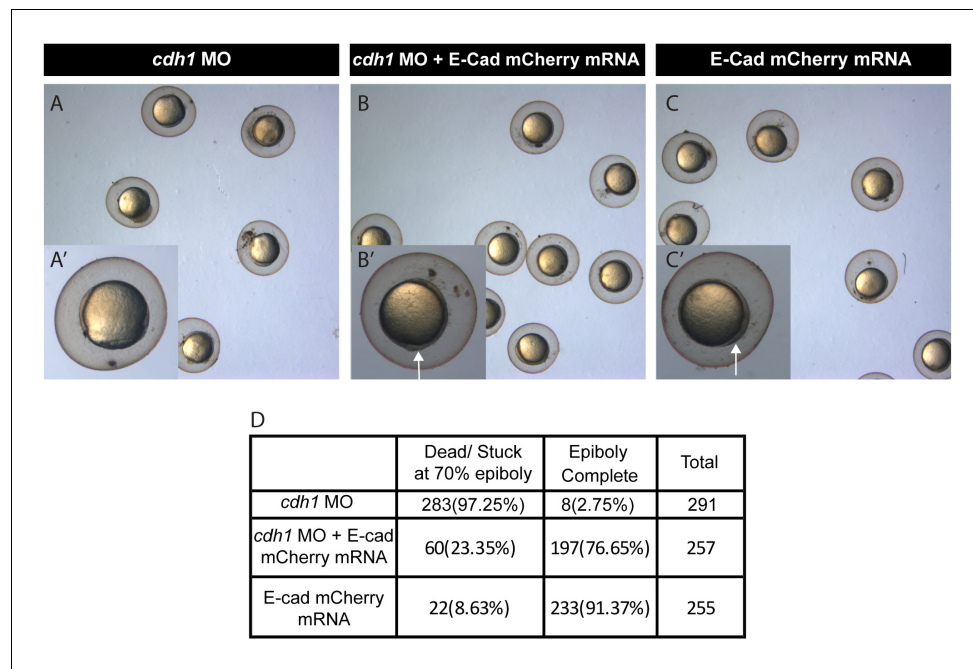 cdh1 MO
cdh1 MO + E-Cad mCherry mRNA
E-Cad mCherry mRNA
A
B
C
A′
B′
C′
D
Dead/ Stuck
at 70% epiboly
Epiboly
Complete
Total
cdh1 MO
283(97.25%)
8(2.75%)
291
cdh1 MO + E-cad
mCherry mRNA
60(23.35%)
197(76.65%)
257
E-cad mCherry
mRNA
22(8.63%)
233(91.37%)
255